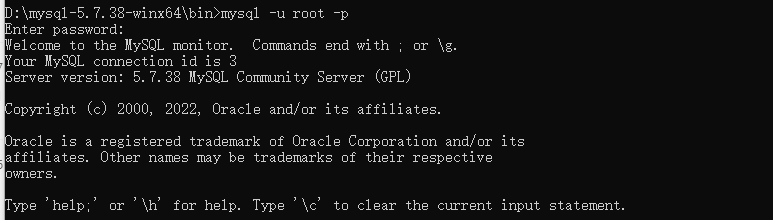 D:\mysql-5.7.38-winx64\bin>mysql -u root -p
Enter password:
Welcome to the MySQL monitor.  Commands end with ; or \g.
Your MySQL connection id is 3
Server version: 5.7.38 MySQL Community Server (GPL)
Copyright (c) 2000, 2022, Oracle and/or its affiliates.
Oracle is a registered trademark of Oracle Corporation and/or its
affiliates. Other names may be trademarks of their respective
owners.
Type 'help;' or '\h' for help. Type '\c' to clear the current input statement.